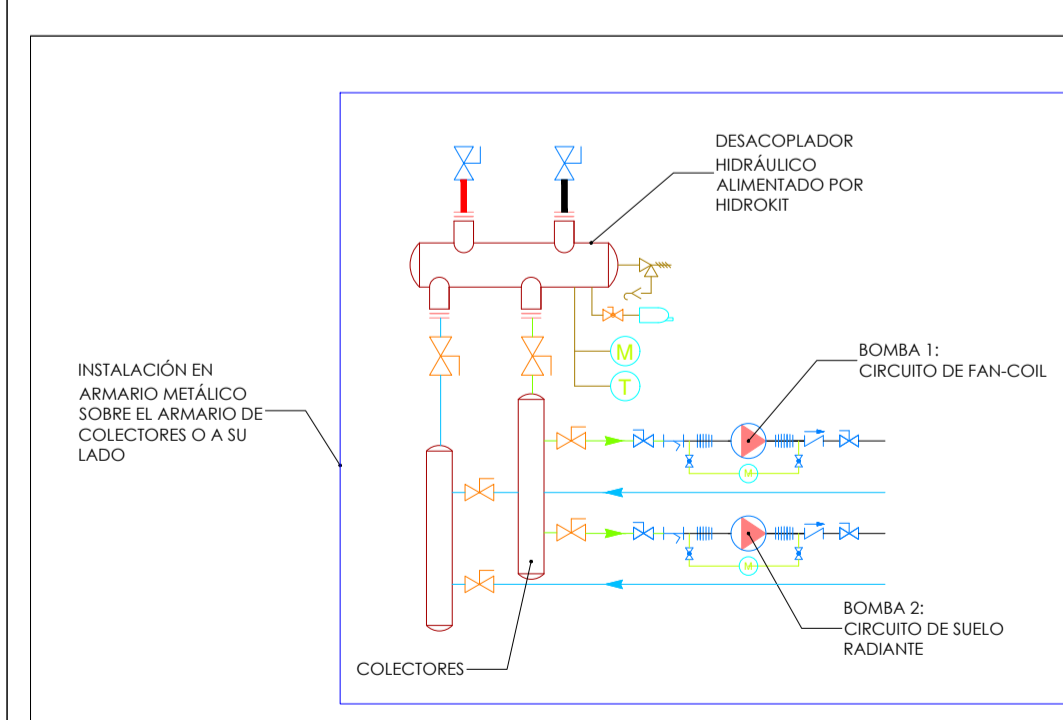 DESACOPLADOR
HIDRÁULICO
ALIMENTADO POR
HIDROKIT
M
T
BOMBA 1:
CIRCUITO DE FAN-COIL
INSTALACIÓN EN
ARMARIO METÁLICO
SOBRE EL ARMARIO DE
COLECTORES O A SU
LADO
M
M
BOMBA 2:
CIRCUITO DE SUELO
RADIANTE
COLECTORES